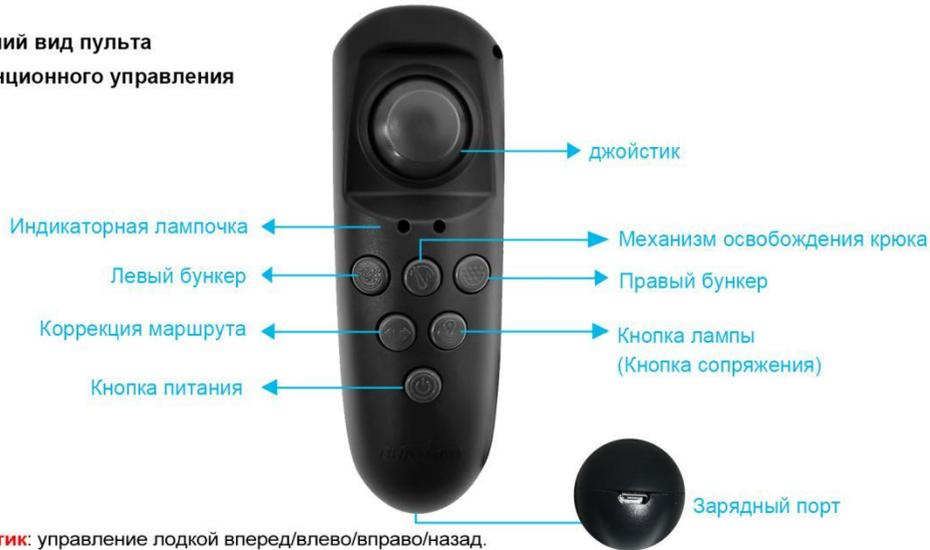 ий вид пульта
нционного управления
джойстик
Индикаторная лампочка
Механизм освобождения крюка
Левый бункер
Правый бункер
Коррекция маршрута
Кнопка лампы
(Кнопка сопряжения)
Кнопка питания
Зарядный порт
тик: управление лодкой вперед/влево/вправо/назад.